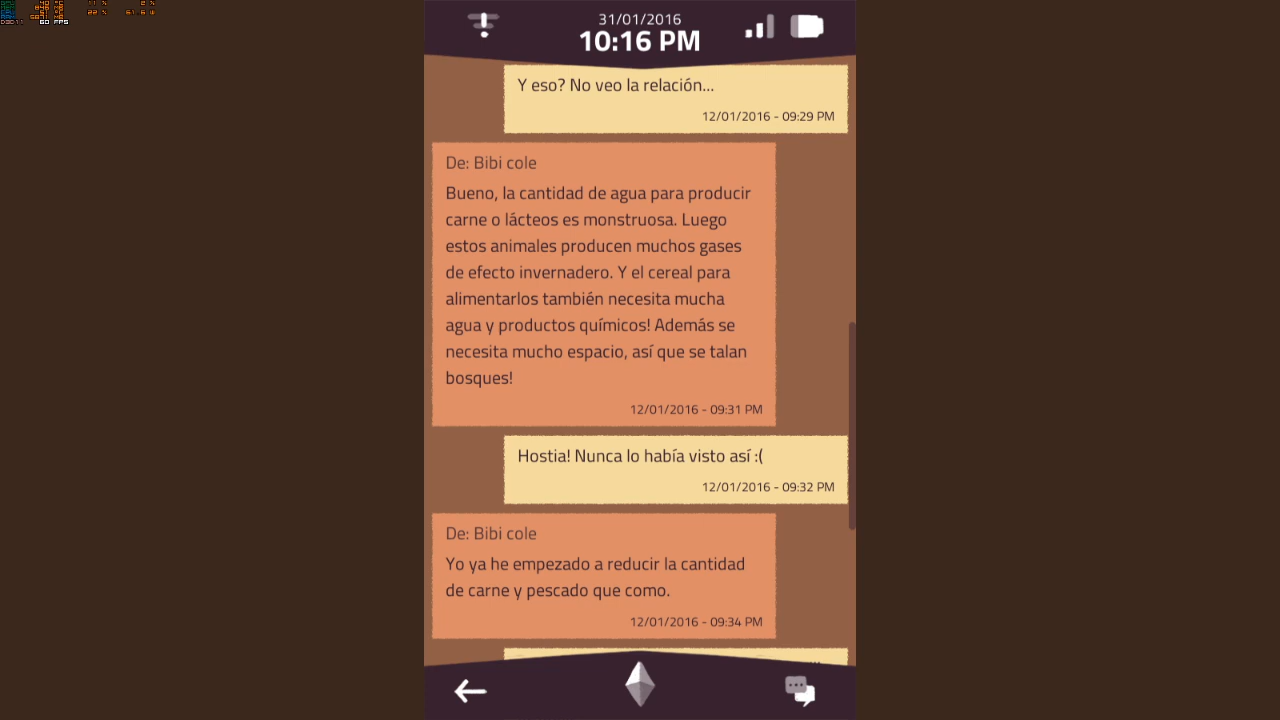 31/01/2016
10:16 PM
Y eso? No veo la relación...
12/01/2016 - 09:29 PM
De: Bibi cole
Bueno, la cantidad de agua para producir
carne o lácteos es monstruosa. Luego
estos animales producen muchos gases
de efecto invernadero. Y el cereal para
alimentarlos también necesita mucha
agua y productos químicos! Además se
necesita mucho espacio, así que se talan
bosques!
12/01/2016 - 09:31 PM
Hostia! Nunca lo había visto así :(
12/01/2016 - 09:32 PM
De: Bibi cole
Yo ya he empezado a reducir la cantidad
de carne y pescado que como.
12/01/2016 - 09:34 PM